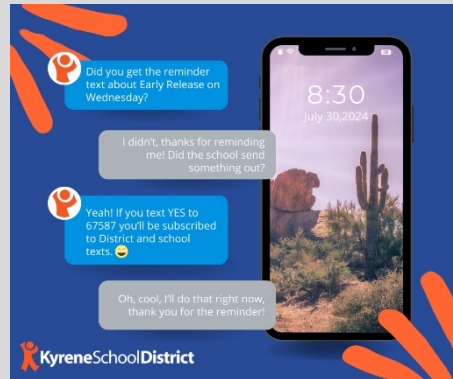 Did you get the reminder
text about Early Release on
Wednesday?
8:30
July 30,2024
I didn't, thanks for reminding
me! Did the school send
something out?
Yeah! If you text YES to
67587 you'll be subscribed
to District and school
texts. 😄
Oh, cool, I'll do that right now,
thank you for the reminder!
KyreneSchoolDistrict